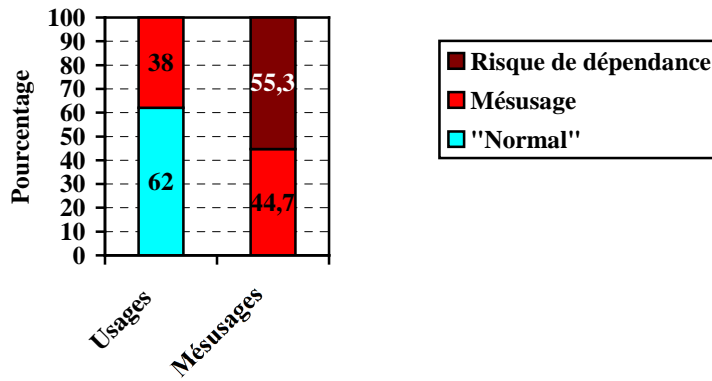 Pourcentage
100
90
80
70
60
50
40
30
20
10
0
38
62
55,3
44,7
Usages
Mésusages
Risque de dépendance
Mésusage
"Normal"